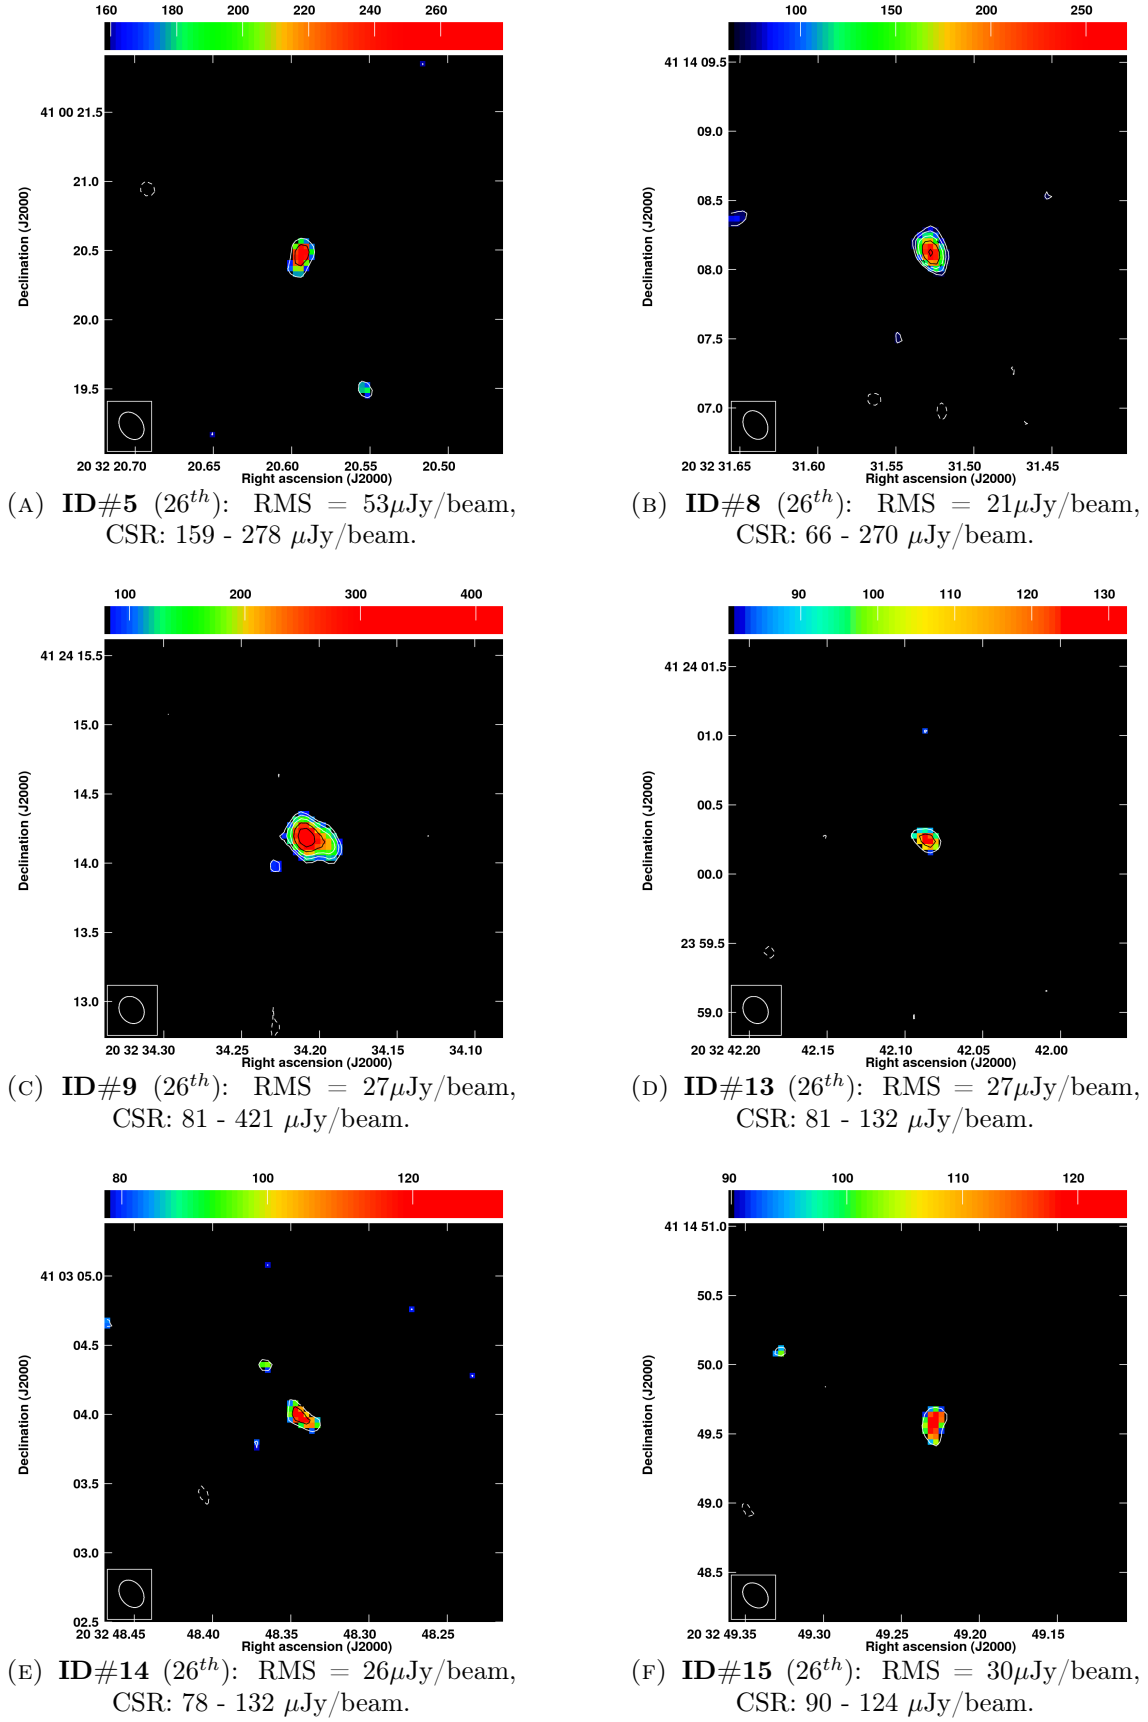 160 180 200 220 240 260
41 00 21.5
21.0
20.5
20.0
19.5
Declination (J2000)
20 32 20.70 20.65 20.60 20.55 20.50
Right ascension (J2000)
(A) ID#5 (26th): RMS = 53μJy/beam,
CSR: 159 - 278 μJy/beam.
100 150 200 250
41 14 09.5
09.0
08.5
08.0
07.5
07.0
Declination (J2000)
20 32 31.65 31.60 31.55 31.50 31.45
Right ascension (J2000)
(B) ID#8 (26th): RMS = 21μJy/beam,
CSR: 66 - 270 μJy/beam.
100 200 300 400
41 24 15.5
15.0
14.5
14.0
13.5
13.0
Declination (J2000)
20 32 34.30 34.25 34.20 34.15 34.10
Right ascension (J2000)
(C) ID#9 (26th): RMS = 27μJy/beam,
CSR: 81 - 421 μJy/beam.
90 100 110 120 130
41 24 01.5
01.0
00.5
00.0
23 59.5
59.0
Declination (J2000)
20 32 42.20 42.15 42.10 42.05 42.00
Right ascension (J2000)
(D) ID#13 (26th): RMS = 27μJy/beam,
CSR: 81 - 132 μJy/beam.
80 100 120
41 03 05.0
04.5
04.0
03.5
03.0
02.5
Declination (J2000)
20 32 48.45 48.40 48.35 48.30 48.25
Right ascension (J2000)
(E) ID#14 (26th): RMS = 26μJy/beam,
CSR: 78 - 132 μJy/beam.
90 100 110 120
41 14 51.0
50.5
50.0
49.5
49.0
48.5
Declination (J2000)
20 32 49.35 49.30 49.25 49.20 49.15
Right ascension (J2000)
(F) ID#15 (26th): RMS = 30μJy/beam,
CSR: 90 - 124 μJy/beam.